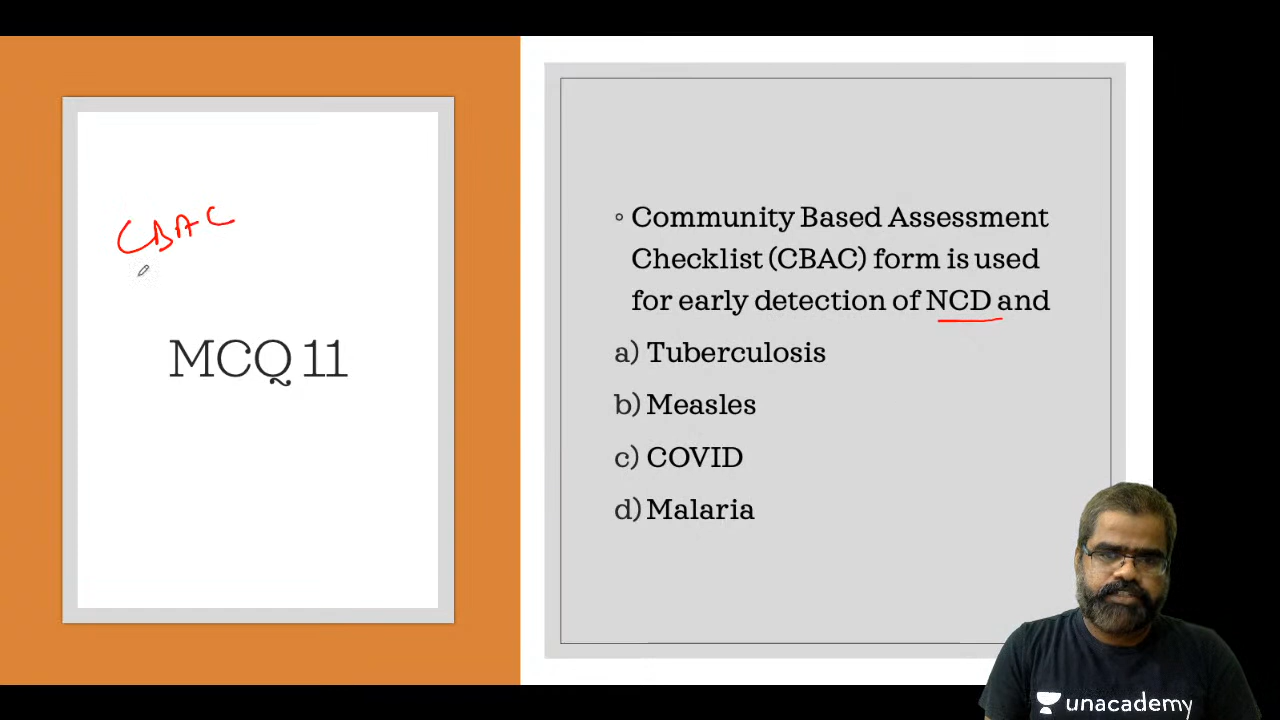 CBAC
MCQ 11
◦ Community Based Assessment
Checklist (CBAC) form is used
for early detection of NCD and
a) Tuberculosis
b) Measles
c) COVID
d) Malaria
unacademy